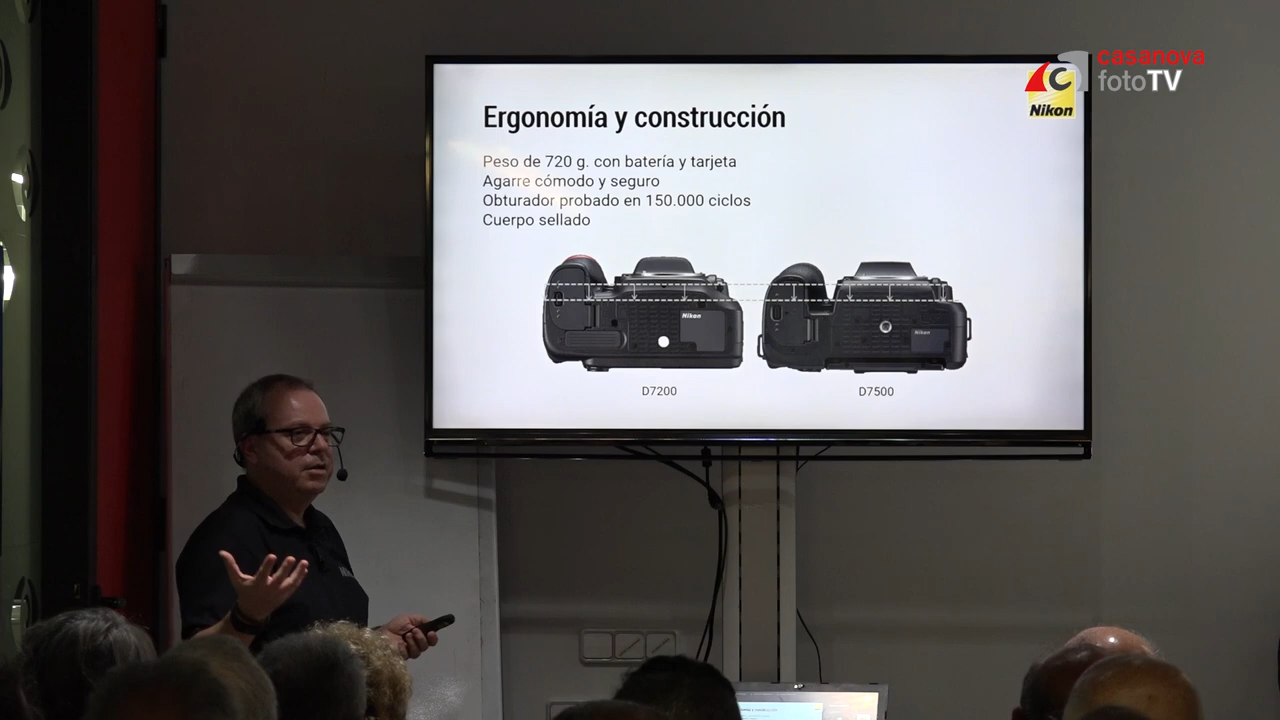 casanova
fotoTV
Nikon
Ergonomía y construcción
Peso de 720 g. con batería y tarjeta
Agarre cómodo y seguro
Obturador probado en 150.000 ciclos
Cuerpo sellado
Nikon
Nikon
D7200
D7500